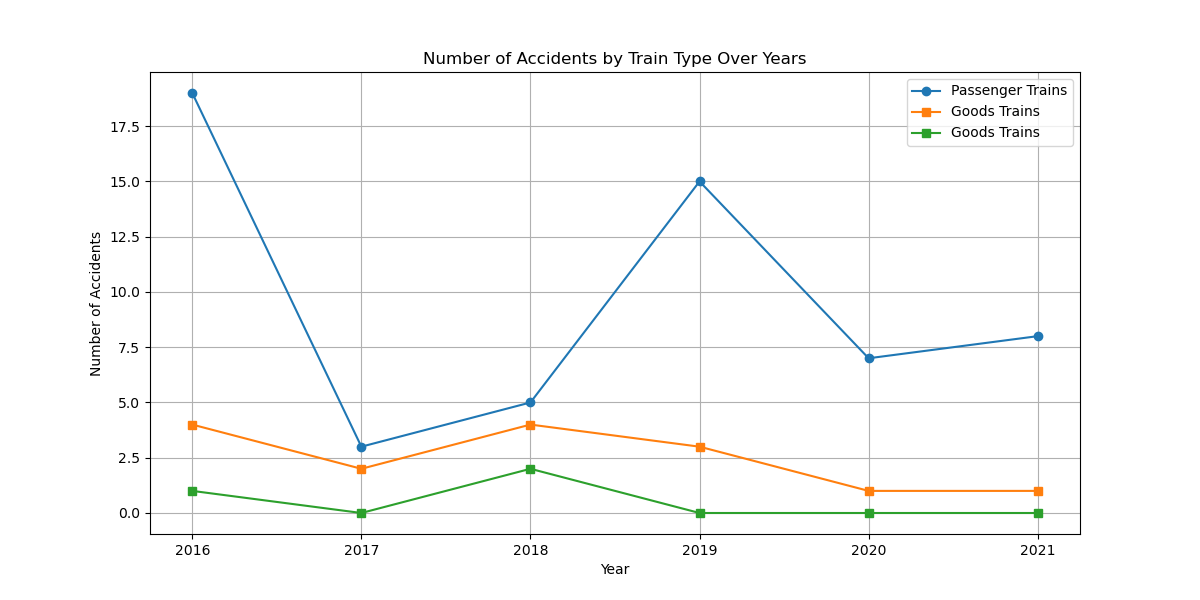 Number of Accidents by Train Type Over Years
Passenger Trains
Goods Trains
Goods Trains
Number of Accidents
17.5
15.0
12.5
10.0
7.5
5.0
2.5
0.0
2016 2017 2018 2019 2020 2021
Year